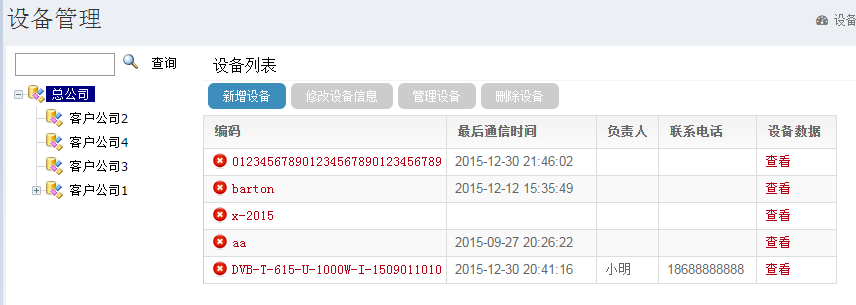 设备管理
设备
查询
总公司
客户公司2
客户公司4
客户公司3
客户公司1
设备列表
新增设备 修改设备信息 管理设备 删除设备
编码 最后通信时间 负责人 联系电话 设备数据
012345678901234567890123456789 2015-12-30 21:46:02 查看
barton 2015-12-12 15:35:49 查看
x-2015 查看
aa 2015-09-27 20:26:22 查看
DVB-T-615-U-1000W-I-1509011010 2015-12-30 20:41:16 小明 18688888888 查看